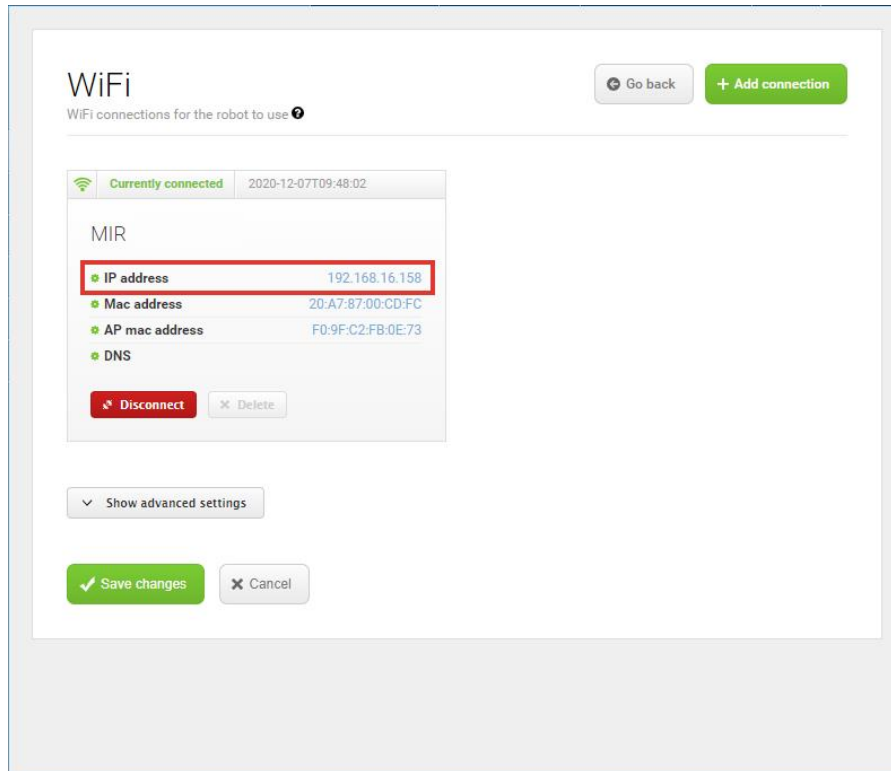 WiFi
WiFi connections for the robot to use ?
Go back
+ Add connection
Currently connected 2020-12-07T09:48:02
MIR
IP address 192.168.16.158
Mac address 20:A7:87:00:CD:FC
AP mac address F0:9F:C2:FB:0E:73
DNS
Disconnect
Delete
Show advanced settings
Save changes
Cancel